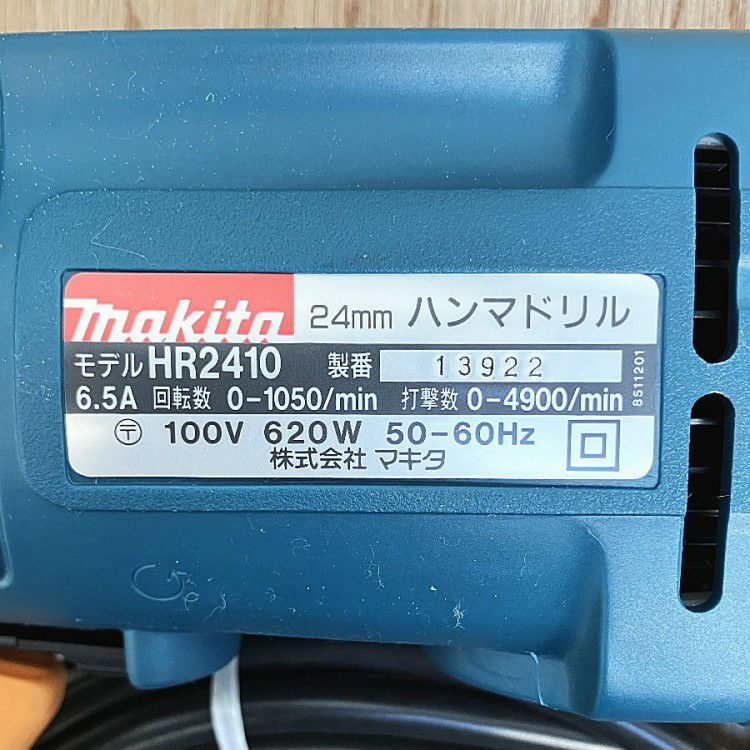 makita 24mm ハンマドリル
モデル HR2410 製番 13922
6.5A 回転数 0-1050/min 打撃数 0-4900/min
8511201
〶 100V 620W 50-60Hz
株式会社 マキタ